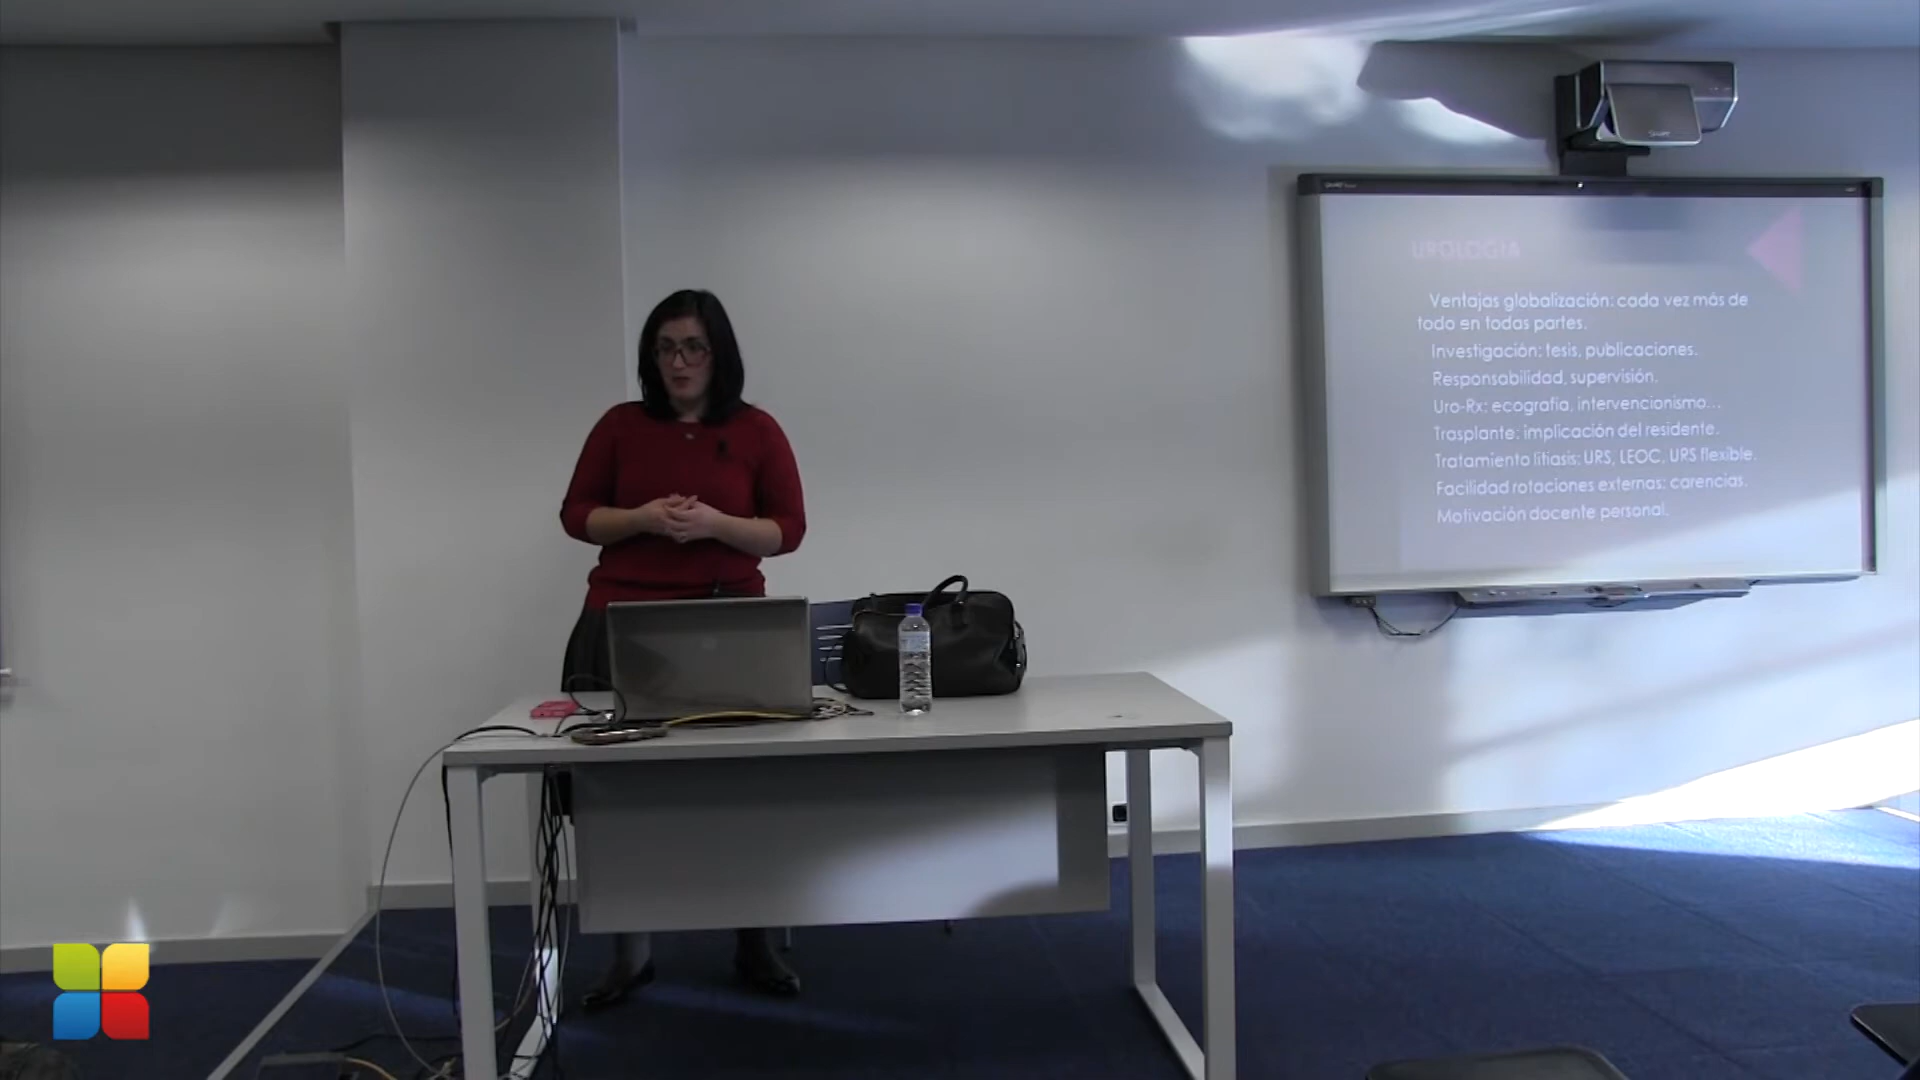 UROLOGIA
Ventajas globalización: cada vez más de
todo en todas partes.
Investigación: tesis, publicaciones.
Responsabilidad, supervisión.
Uro-Rx: ecografia, intervencionismo...
Trasplante: implicación del residente.
Tratamiento litiasis: URS, LEOC, URS flexible.
Facilidad rotaciones externas: carencias.
Motivación docente personal.